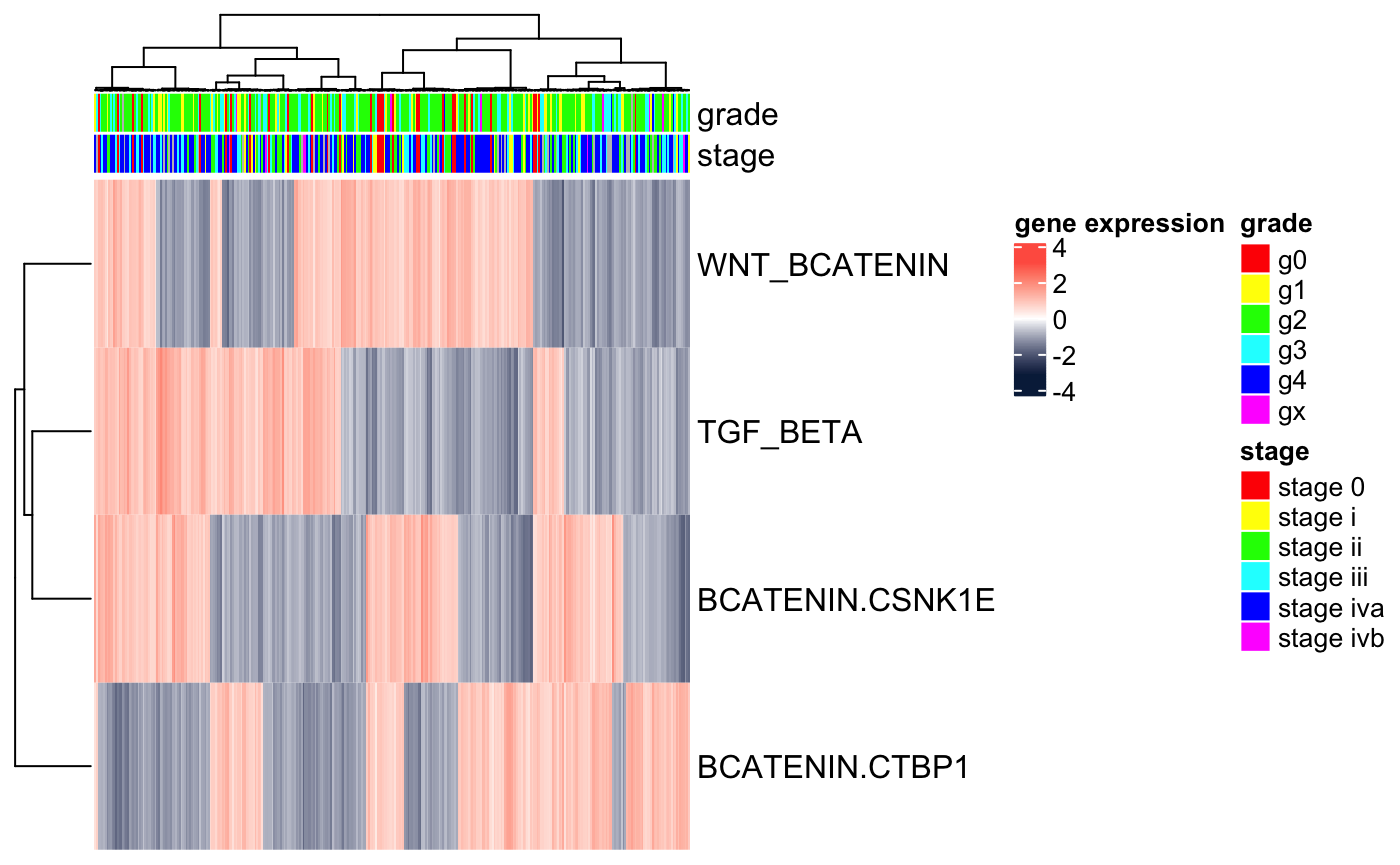 grade
stage
WNT_BCATENIN
TGF_BETA
BCATENIN.CSNK1E
BCATENIN.CTBP1
gene expression
4
2
0
-2
-4
grade
g0
g1
g2
g3
g4
gx
stage
stage 0
stage i
stage ii
stage iii
stage iva
stage ivb